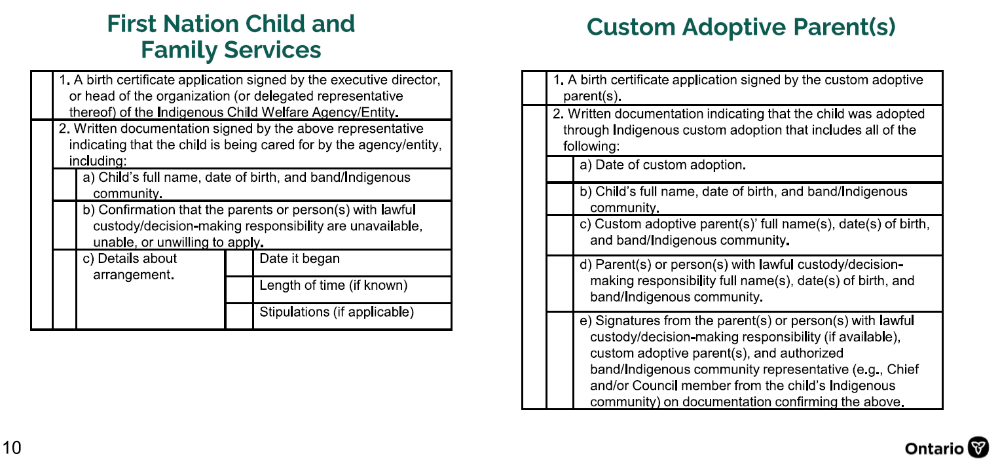 First Nation Child and
Family Services
1. A birth certificate application signed by the executive director,
or head of the organization (or delegated representative
thereof) of the Indigenous Child Welfare Agency/Entity.
2. Written documentation signed by the above representative
indicating that the child is being cared for by the agency/entity,
including:
a) Child's full name, date of birth, and band/Indigenous
community.
b) Confirmation that the parents or person(s) with lawful
custody/decision-making responsibility are unavailable,
unable, or unwilling to apply.
c) Details about
arrangement.
Date it began
Length of time (if known)
Stipulations (if applicable)
Custom Adoptive Parent(s)
1. A birth certificate application signed by the custom adoptive
parent(s).
2. Written documentation indicating that the child was adopted
through Indigenous custom adoption that includes all of the
following:
a) Date of custom adoption.
b) Child's full name, date of birth, and band/Indigenous
community.
c) Custom adoptive parent(s)' full name(s), date(s) of birth,
and band/Indigenous community.
d) Parent(s) or person(s) with lawful custody/decision-
making responsibility full name(s), date(s) of birth, and
band/Indigenous community.
e) Signatures from the parent(s) or person(s) with lawful
custody/decision-making responsibility (if available),
custom adoptive parent(s), and authorized
band/Indigenous community representative (e.g., Chief
and/or Council member from the child's Indigenous
community) on documentation confirming the above.
10
Ontario